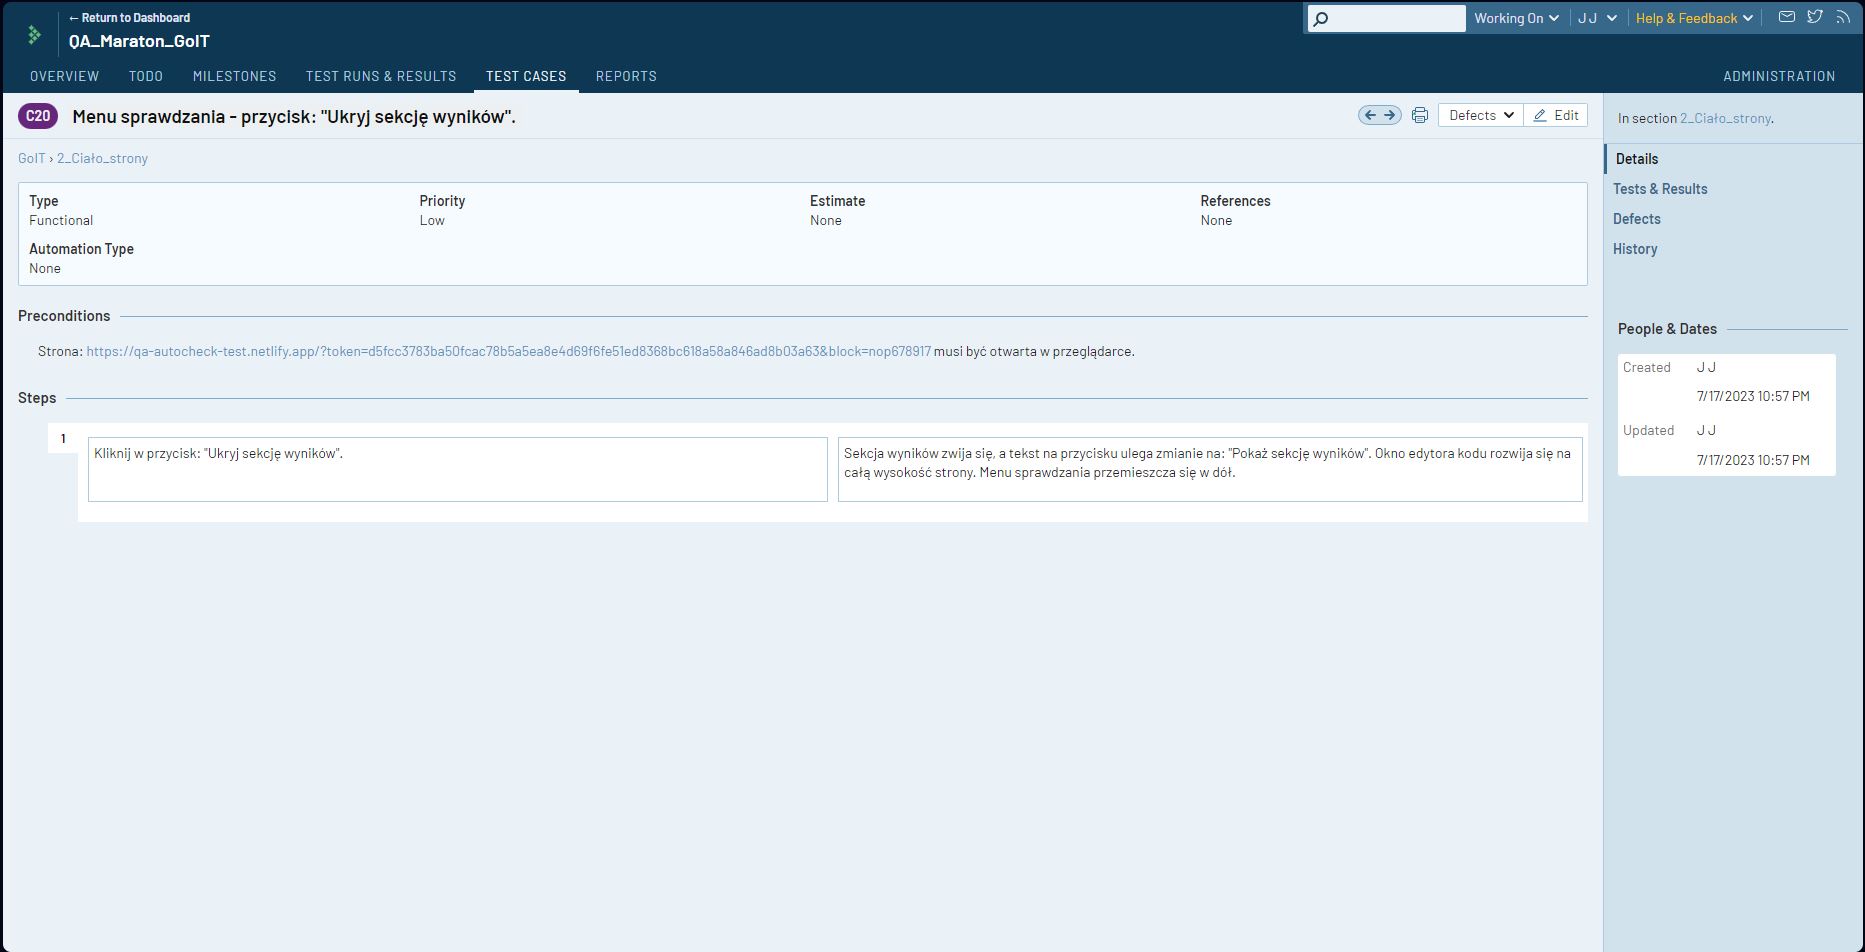 ← Return to Dashboard
QA_Maraton_GoIT
Working On
J J
Help & Feedback
OVERVIEW
TODO
MILESTONES
TEST RUNS & RESULTS
TEST CASES
REPORTS
ADMINISTRATION
C20
Menu sprawdzania - przycisk: "Ukryj sekcję wyników".
Defects
Edit
GoIT › 2_Ciało_strony
Type
Functional
Priority
Low
Estimate
None
References
None
Automation Type
None
Preconditions
Strona: https://qa-autocheck-test.netlify.app/?token=d5fcc3783ba50fcac78b5a5ea8e4d69f6fe51ed8368bc618a58a846ad8b03a63&block=nop678917 musi być otwarta w przeglądarce.
Steps
1
Kliknij w przycisk: "Ukryj sekcję wyników".
Sekcja wyników zwija się, a tekst na przycisku ulega zmianie na: "Pokaż sekcję wyników". Okno edytora kodu rozwija się na
całą wysokość strony. Menu sprawdzania przemieszcza się w dół.
In section 2_Ciało_strony.
Details
Tests & Results
Defects
History
People & Dates
Created
J J
7/17/2023 10:57 PM
Updated
J J
7/17/2023 10:57 PM